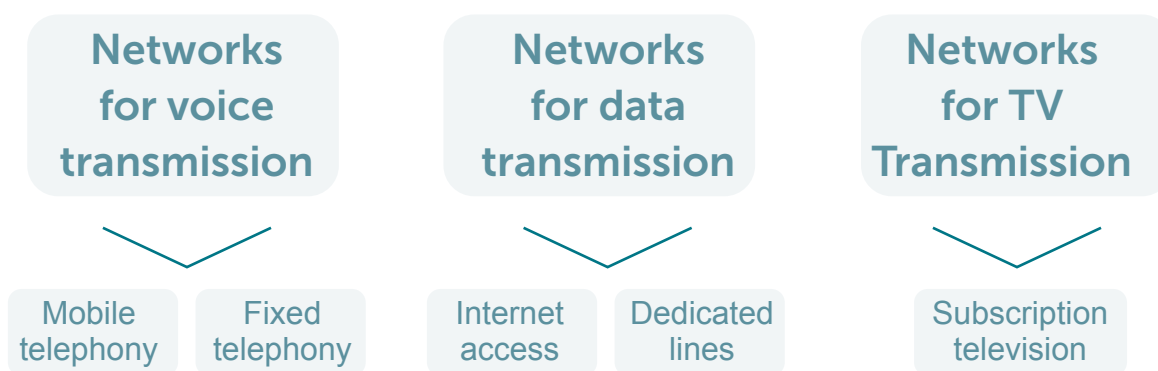 Networks
for voice
transmission
Networks
for data
transmission
Networks
for TV
Transmission
Mobile
telephony
Fixed
telephony
Internet
access
Dedicated
lines
Subscription
television